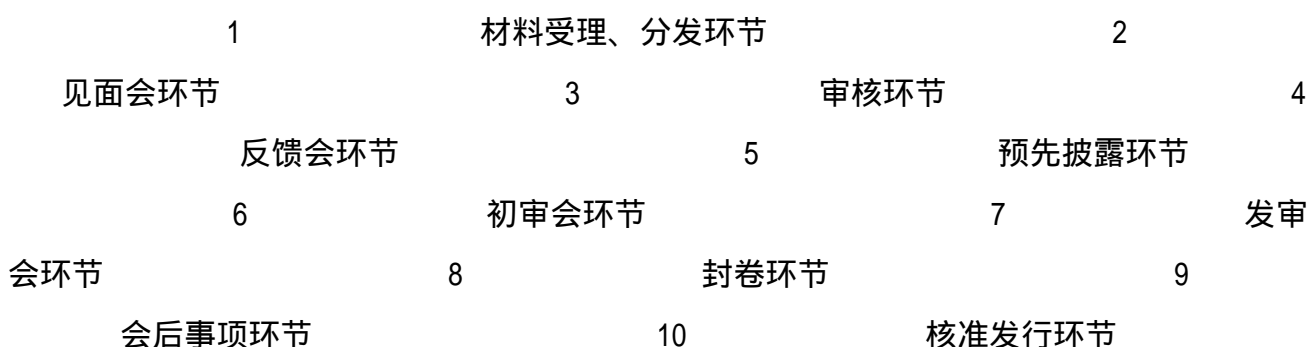 1 材料受理、分发环节 2
见面会环节 3 审核环节 4
反馈会环节 5 预先披露环节
6 初审会环节 7 发审
会环节 8 封卷环节 9
会后事项环节 10 核准发行环节